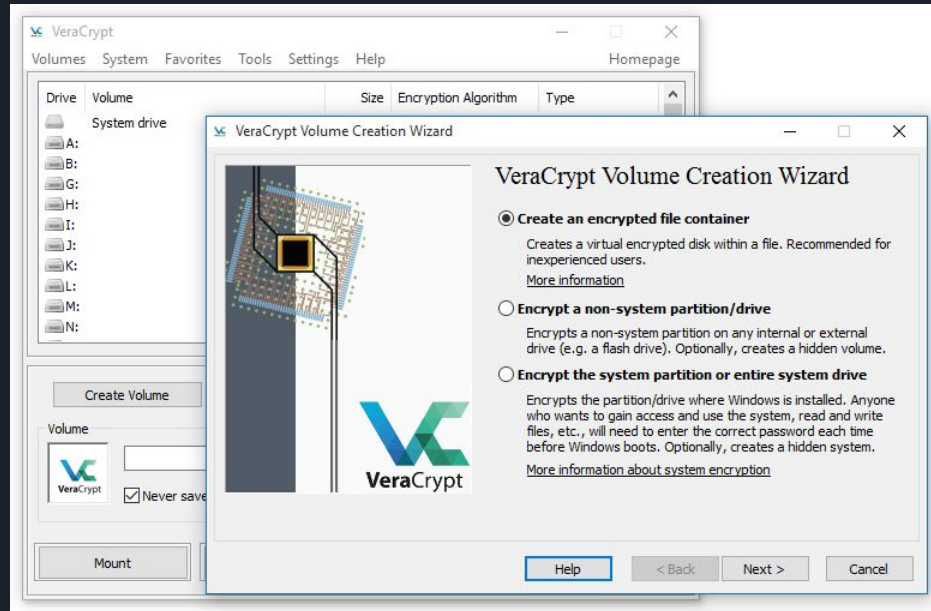 VeraCrypt
Volumes System Favorites Tools Settings Help Homepage
Drive Volume Size Encryption Algorithm Type
System drive
A:
B:
G:
H:
I:
J:
K:
L:
M:
N:
Create Volume
Volume
VeraCrypt
Never save
Mount
VeraCrypt Volume Creation Wizard
VeraCrypt
VeraCrypt Volume Creation Wizard
Create an encrypted file container
Creates a virtual encrypted disk within a file. Recommended for
inexperienced users.
More information
Encrypt a non-system partition/drive
Encrypts a non-system partition on any internal or external
drive (e.g. a flash drive). Optionally, creates a hidden volume.
Encrypt the system partition or entire system drive
Encrypts the partition/drive where Windows is installed. Anyone
who wants to gain access and use the system, read and write
files, etc., will need to enter the correct password each time
before Windows boots. Optionally, creates a hidden system.
More information about system encryption
Help < Back Next > Cancel